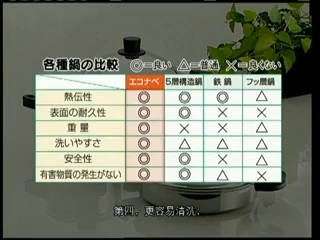 各種鍋の比較 ◎=良い △=普通 ×=良くない
エコナベ 5層構造鍋 鉄鍋 フッ層鍋
熱伝性 ◎ ◎ ◎ △
表面の耐久性 ◎ ◎ × ×
重量 ◎ × × △
洗いやすさ ◎ △ △ △
安全性 ◎ ◎ × △
有害物質の発生がない ◎ ◎ △ ×
第四，更容易清洗；